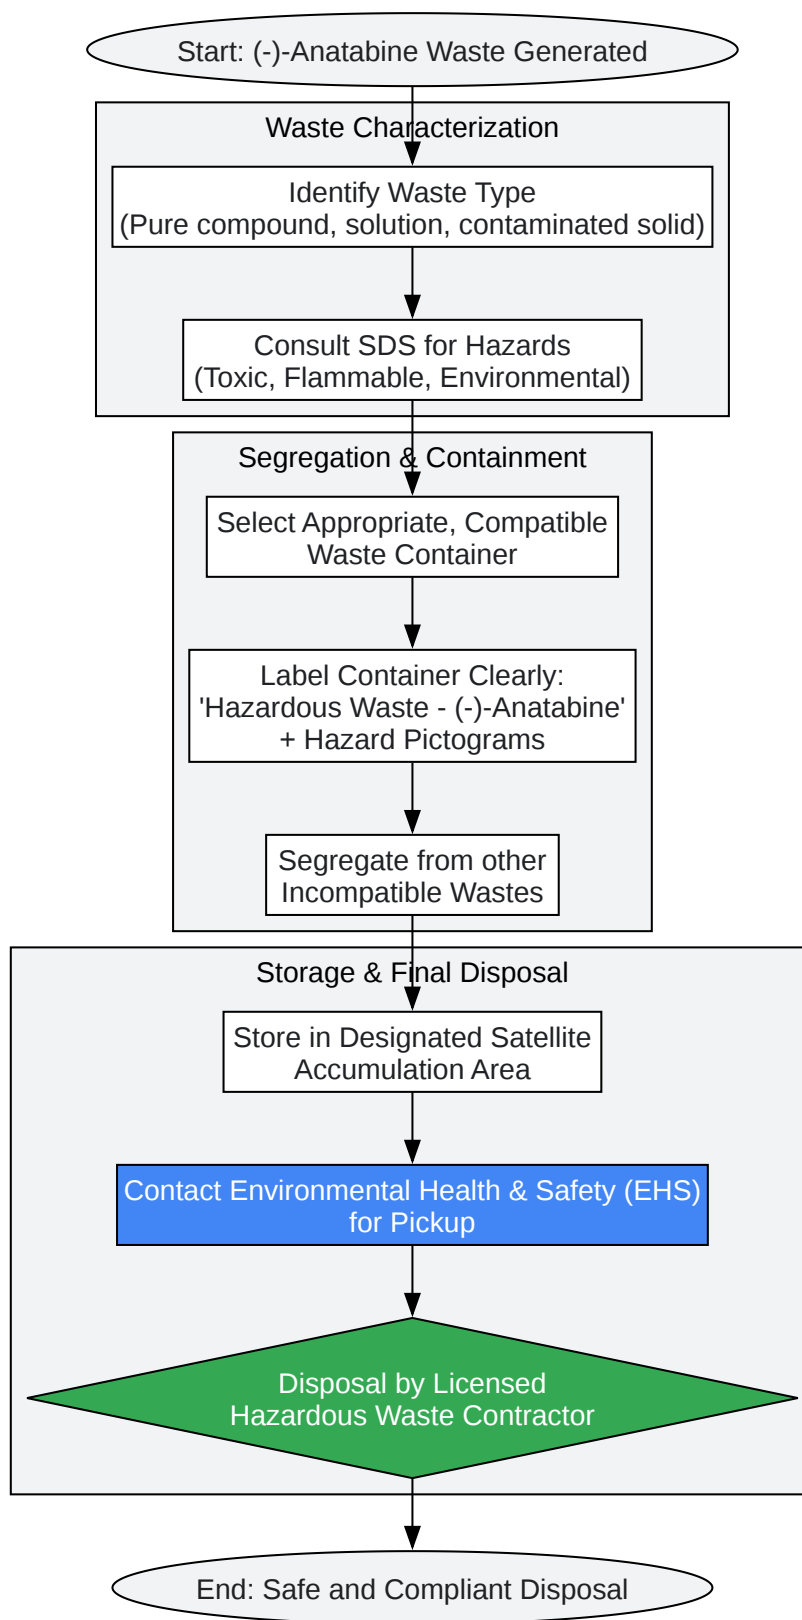 Start: (-)-Anatabine Waste Generated
Waste Characterization
Identify Waste Type
(Pure compound, solution, contaminated solid)
Consult SDS for Hazards
(Toxic, Flammable, Environmental)
Segregation & Containment
Select Appropriate, Compatible
Waste Container
Label Container Clearly:
'Hazardous Waste - (-)-Anatabine'
+ Hazard Pictograms
Segregate from other
Incompatible Wastes
Storage & Final Disposal
Store in Designated Satellite
Accumulation Area
Contact Environmental Health & Safety (EHS)
for Pickup
Disposal by Licensed
Hazardous Waste Contractor
End: Safe and Compliant Disposal